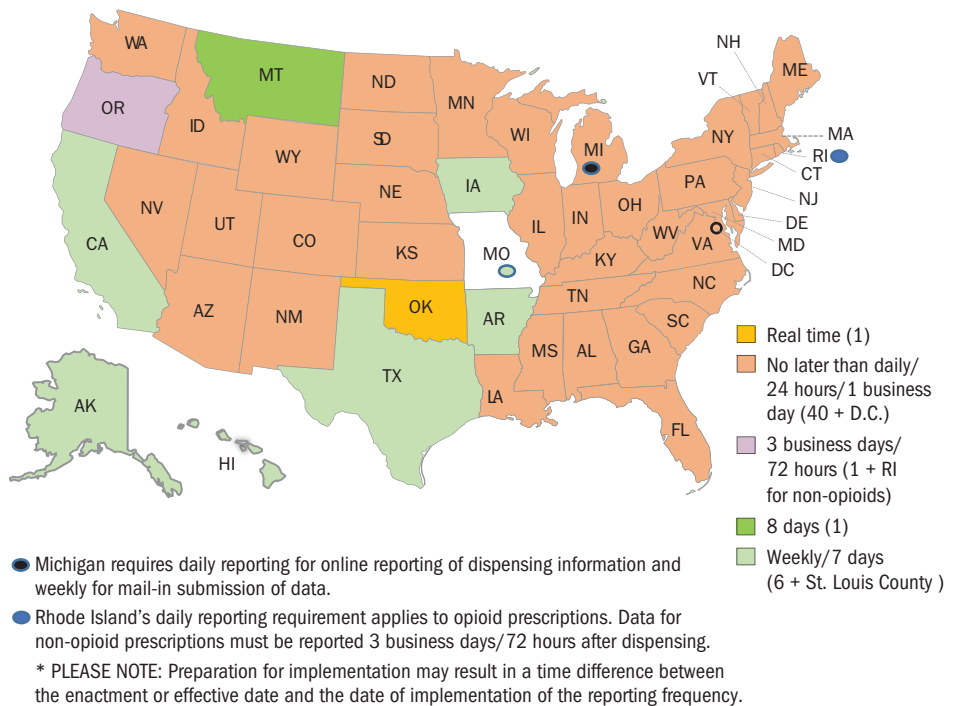 WA
MT
ND
MN
OR
ID
SD
WI
MI
WY
NE
IA
NV
UT
CO
KS
MO
IL
IN
OH
PA
NY
NH
VT
ME
MA
RI
CT
NJ
DE
MD
DC
CA
WV
VA
KY
AZ
NM
OK
AR
TN
NC
SC
MS
AL
GA
TX
LA
FL
AK
HI
Real time (1)
No later than daily/
24 hours/1 business
day (40 + D.C.)
3 business days/
72 hours (1 + RI
for non-opioids)
8 days (1)
Weekly/7 days
(6 + St. Louis County )
Michigan requires daily reporting for online reporting of dispensing information and
weekly for mail-in submission of data.
Rhode Island's daily reporting requirement applies to opioid prescriptions. Data for
non-opioid prescriptions must be reported 3 business days/72 hours after dispensing.
* PLEASE NOTE: Preparation for implementation may result in a time difference between
the enactment or effective date and the date of implementation of the reporting frequency.